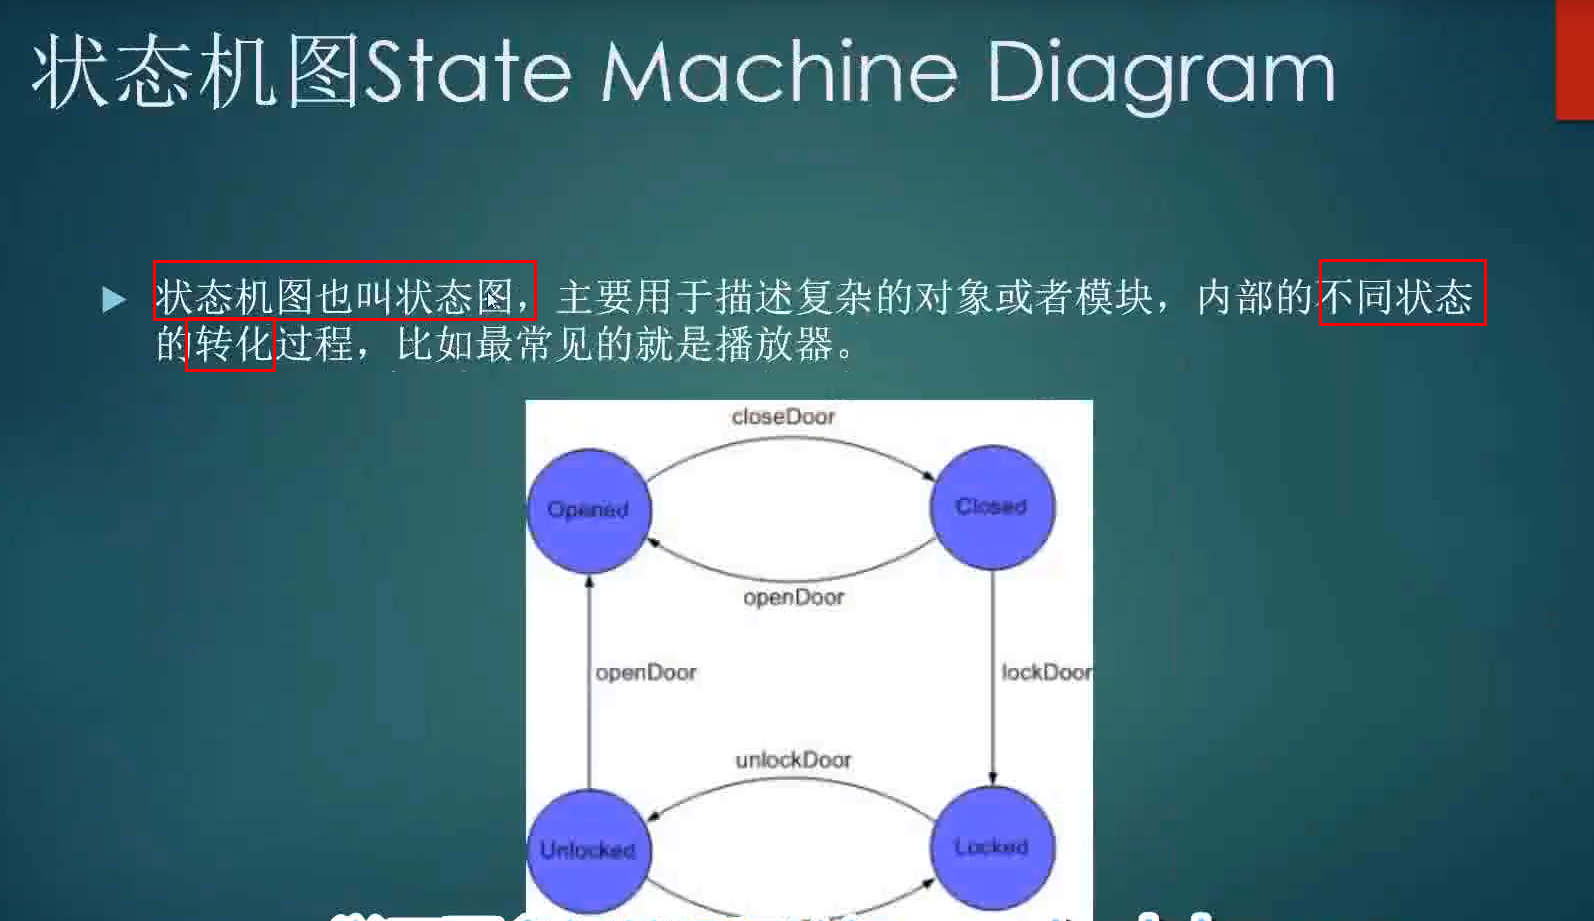 状态机图State Machine Diagram
状态机图也叫状态图，主要用于描述复杂的对象或者模块，内部的不同状态
的转化过程，比如最常见的就是播放器。
closeDoor
Opened
Closed
openDoor
openDoor
lockDoor
unlockDoor
Unlocked
Locked